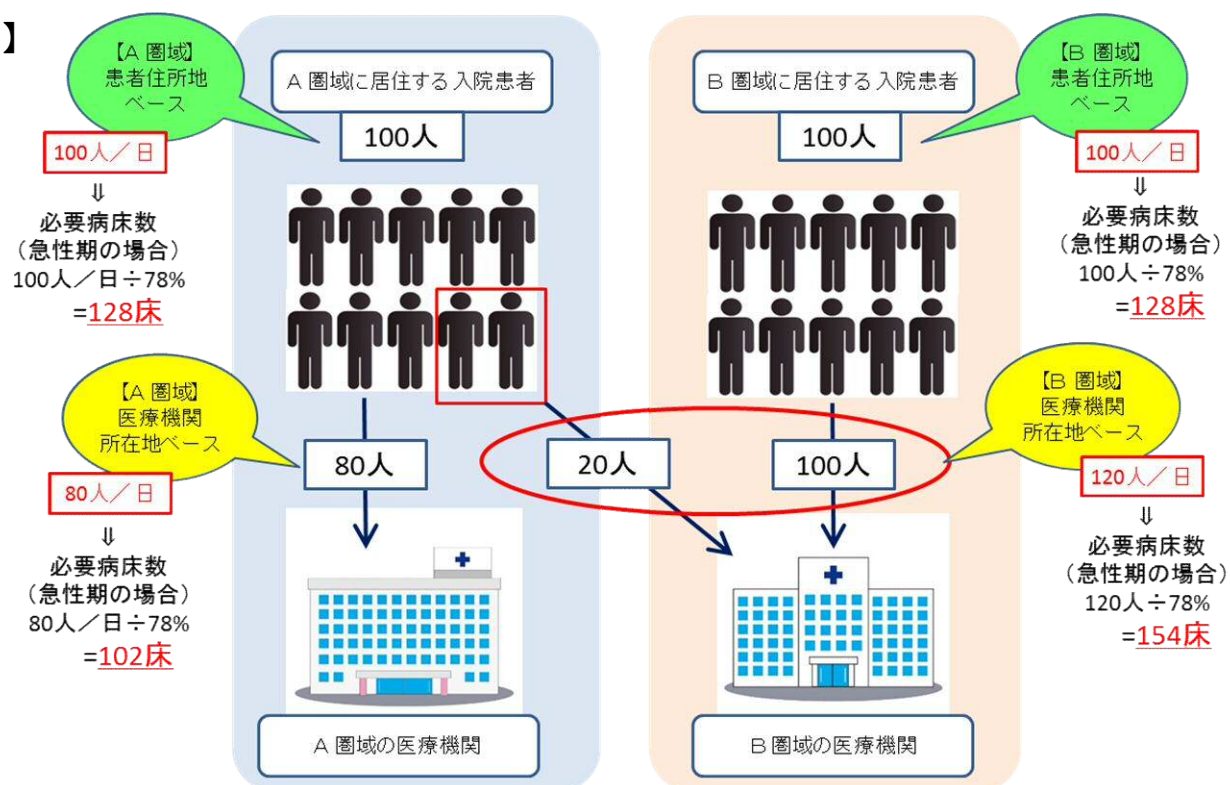 】
【A 圏域】
患者住所地
ベース
100人／日
⇓
必要病床数
（急性期の場合）
100人／日÷78%
=128床
【A 圏域】
医療機関
所在地ベース
80人／日
⇓
必要病床数
（急性期の場合）
80人／日÷78%
=102床
A 圏域に居住する入院患者
100人
80人
A 圏域の医療機関
B 圏域に居住する入院患者
100人
20人
100人
B 圏域の医療機関
【B 圏域】
患者住所地
ベース
100人／日
⇓
必要病床数
（急性期の場合）
100人÷78%
=128床
【B 圏域】
医療機関
所在地ベース
120人／日
⇓
必要病床数
（急性期の場合）
120人÷78%
=154床